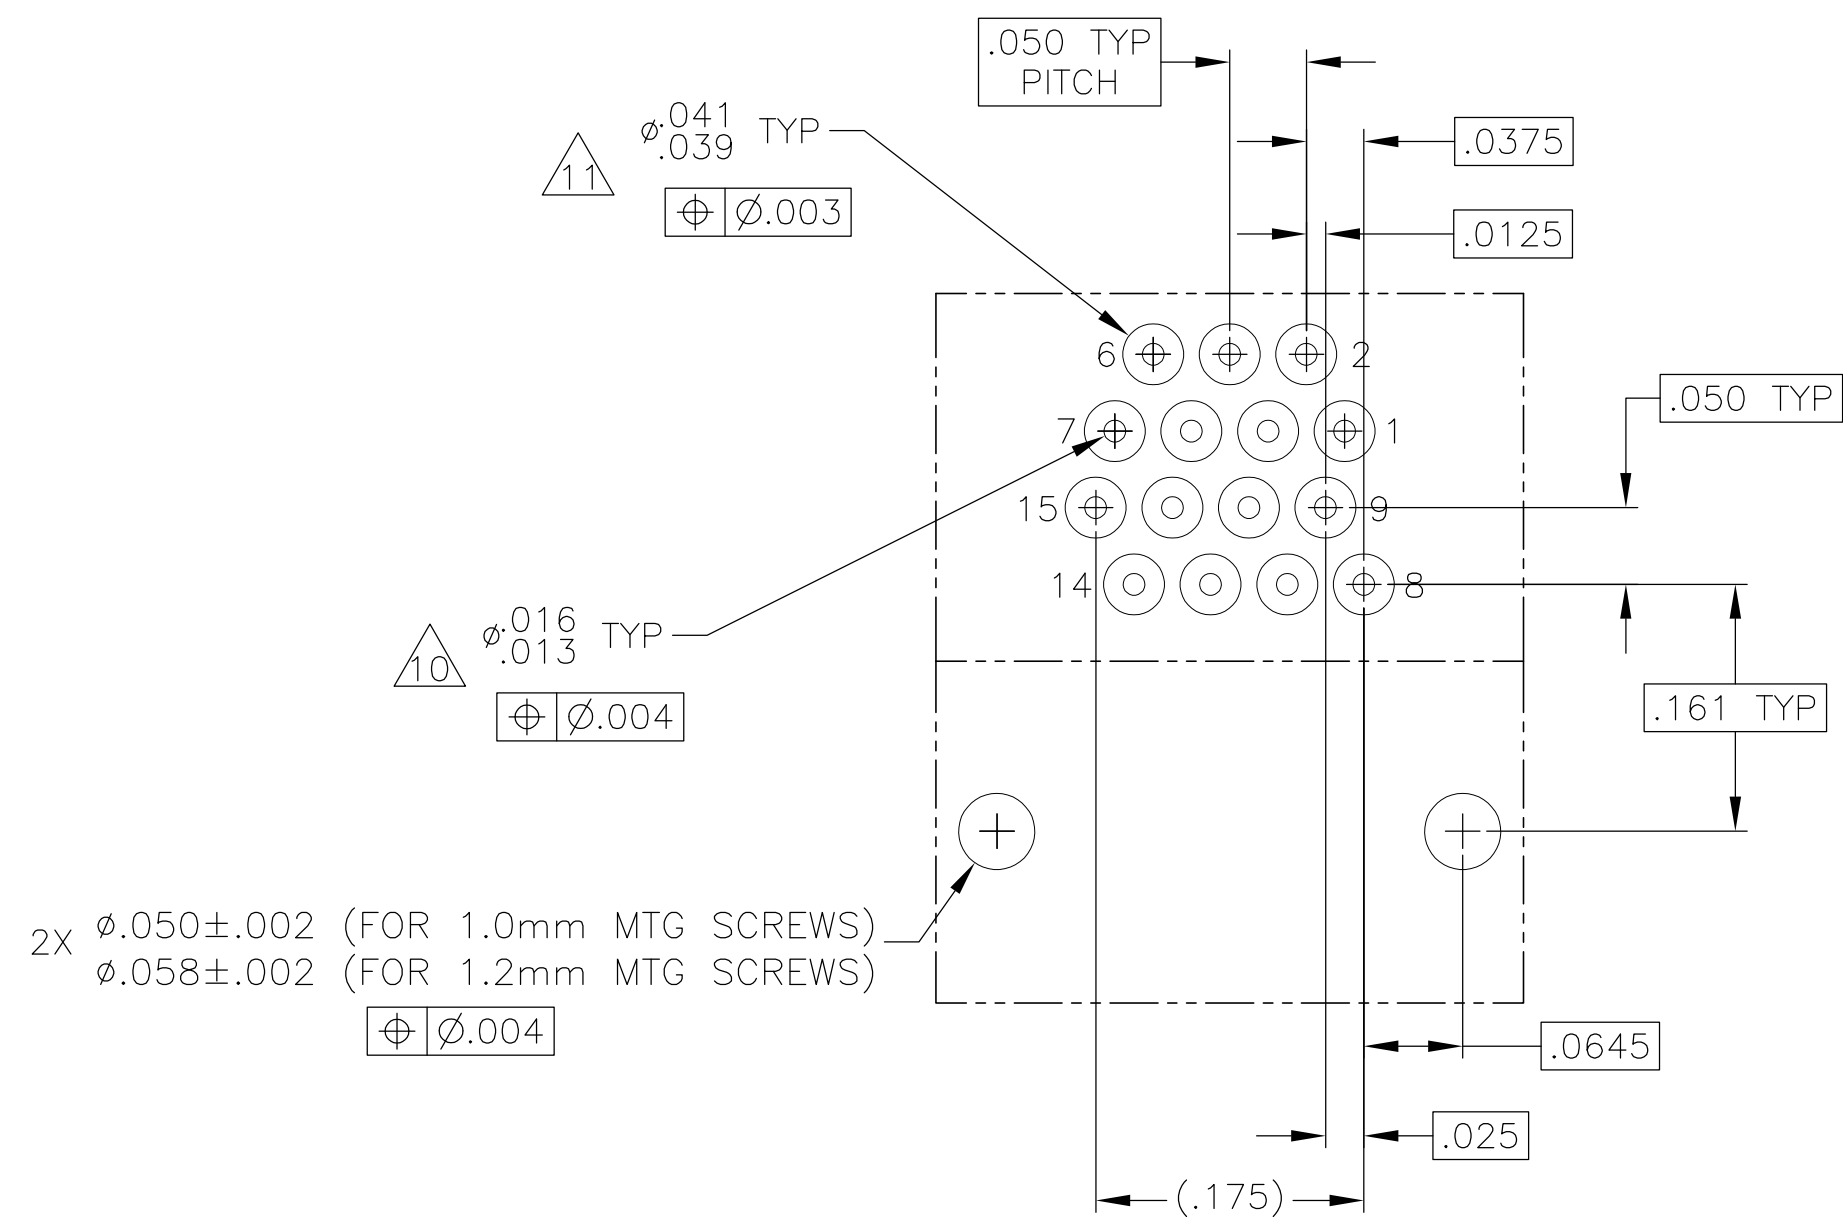 .050 TYP
PITCH
.0375
.0125
11
⌀.041
.039 TYP
⌖ ⌀.003
6
2
7
1
15
9
14
8
.050 TYP
10
⌀.016
.013 TYP
⌖ ⌀.004
.161 TYP
2X ⌀.050±.002 (FOR 1.0mm MTG SCREWS)
⌀.058±.002 (FOR 1.2mm MTG SCREWS)
⌖ ⌀.004
.0645
.025
(.175)